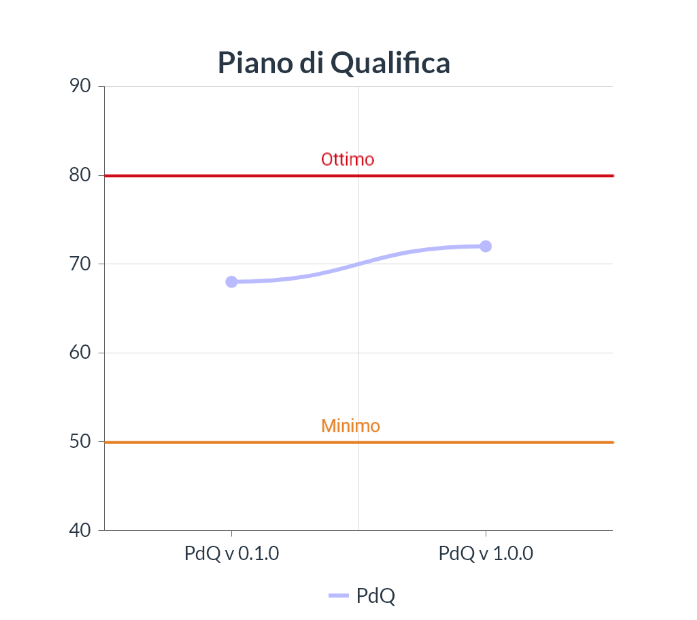 Piano di Qualifica
90
Ottimo
80
70
60
Minimo
50
40
PdQ v 0.1.0
PdQ v 1.0.0
PdQ